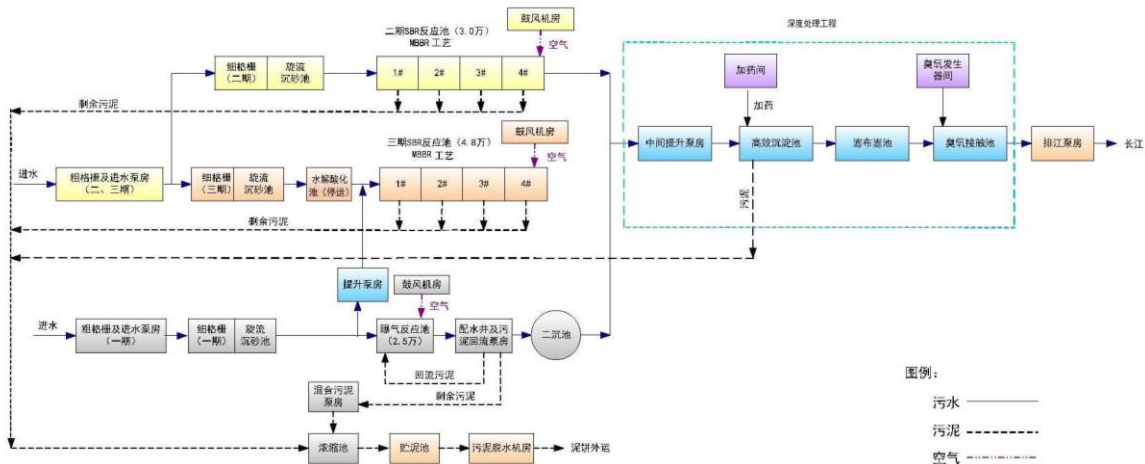 鼓风机房
空气
二期SBR反应池（3.0万）
MBBR 工艺
细格栅
（二期）
旋流
沉砂池
1#
2#
3#
4#
剩余污泥
深度处理工程
加药间
加药
臭氧发生
器间
中间提升泵房
高效沉淀池
滤布滤池
臭氧接触池
排江泵房
长江
污泥
鼓风机房
空气
三期SBR反应池（4.8万）
MBBR 工艺
进水
粗格栅及进水泵房
（二、三期）
细格栅
（三期）
旋流
沉砂池
水解酸化
池（停运）
1#
2#
3#
4#
剩余污泥
提升泵房
鼓风机房
空气
进水
粗格栅及进水泵房
（一期）
细格栅
（一期）
旋流
沉砂池
曝气反应池
（2.5万）
配水井及污
泥回流泵房
二沉池
回流污泥
剩余污泥
混合污泥
泵房
浓缩池
贮泥池
污泥脱水机房
泥饼外运
图例：
污水
污泥
空气